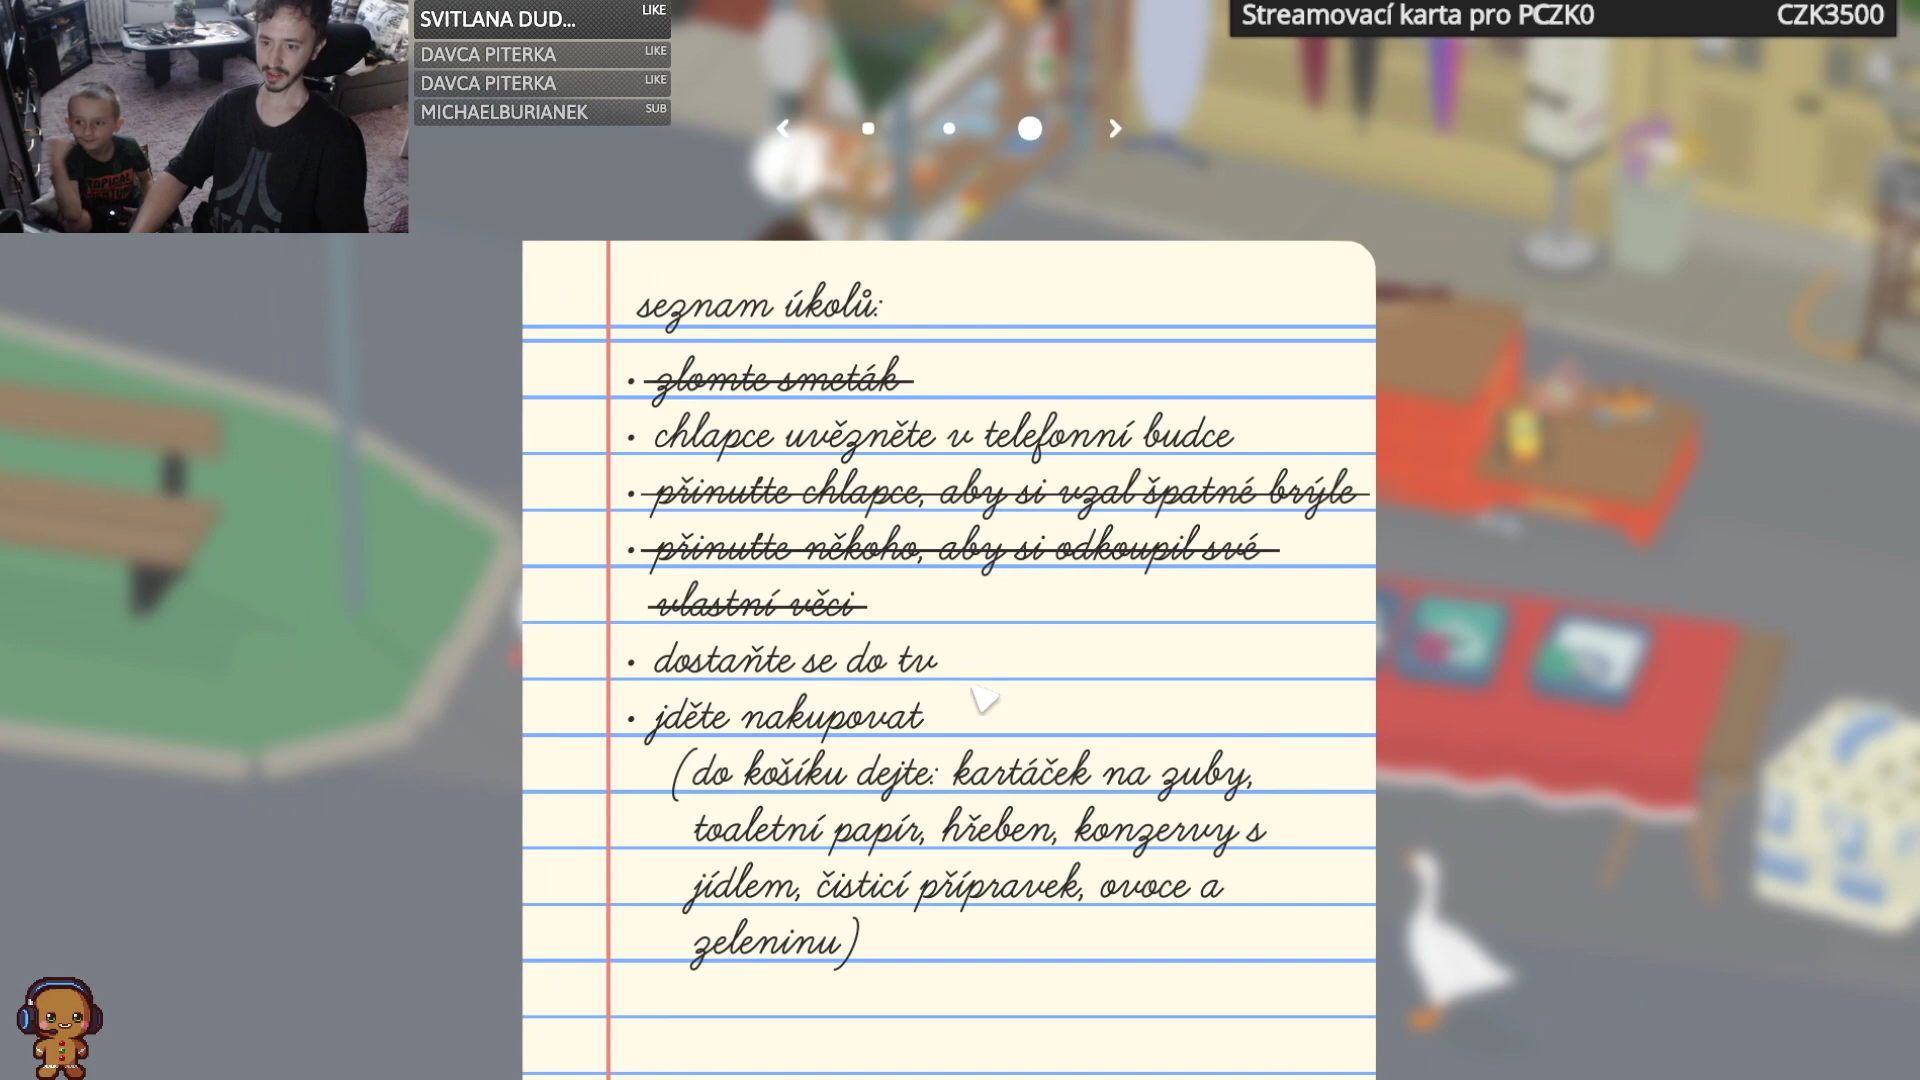 SVITLANA DUD... LIKE
DAVCA PITERKA LIKE
DAVCA PITERKA LIKE
MICHAELBURIANEK SUB
Streamovací karta pro PCZK0 CZK3500
seznam úkolů:
• zlomte smeták
• chlapce uvězněte v telefonní budce
• přinuťte chlapce, aby si vzal špatné brýle
• přinuťte někoho, aby si odkoupil své
vlastní věci
• dostaňte se do tv
• jděte nakupovat
(do košíku dejte: kartáček na zuby,
toaletní papír, hřeben, konzervy s
jídlem, čisticí přípravek, ovoce a
zeleninu)